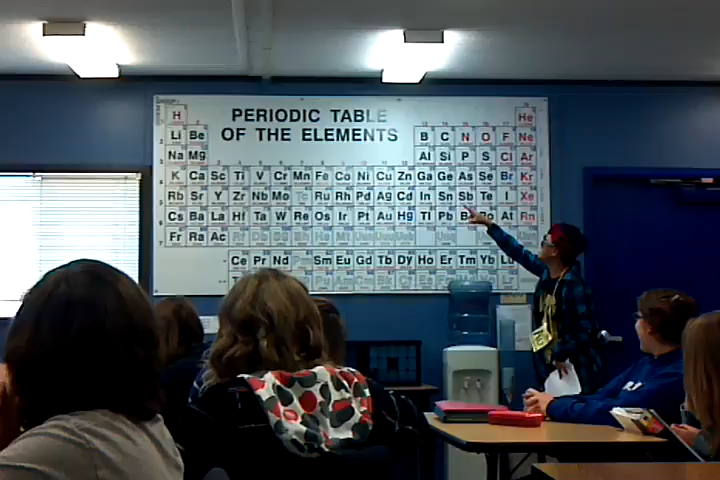 PERIODIC TABLE
OF THE ELEMENTS
H He
Li Be B C N O F Ne
Na Mg Al Si P S Cl Ar
K Ca Sc Ti V Cr Mn Fe Co Ni Cu Zn Ga Ge As Se Br Kr
Rb Sr Y Zr Nb Mo Tc Ru Rh Pd Ag Cd In Sn Sb Te I Xe
Cs Ba La Hf Ta W Re Os Ir Pt Au Hg Tl Pb At Rn
Fr Ra Ac
Ce Pr Nd Sm Eu Gd Tb Dy Ho Er Tm Yb Lu